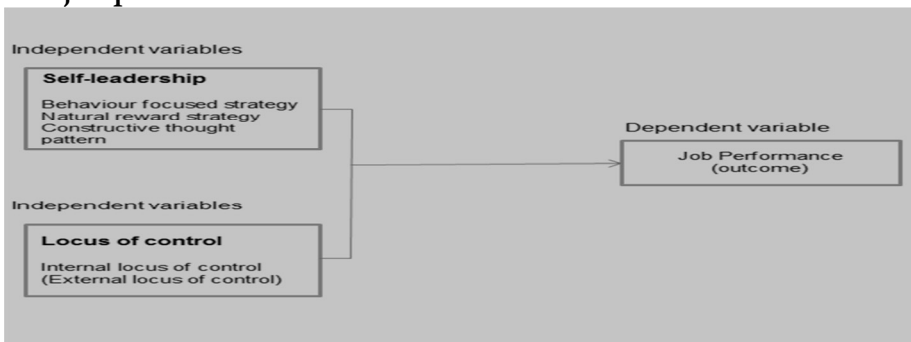 Independent variables
Self-leadership
Behaviour focused strategy
Natural reward strategy
Constructive thought
pattern
Independent variables
Locus of control
Internal locus of control
(External locus of control)
Dependent variable
Job Performance
(outcome)